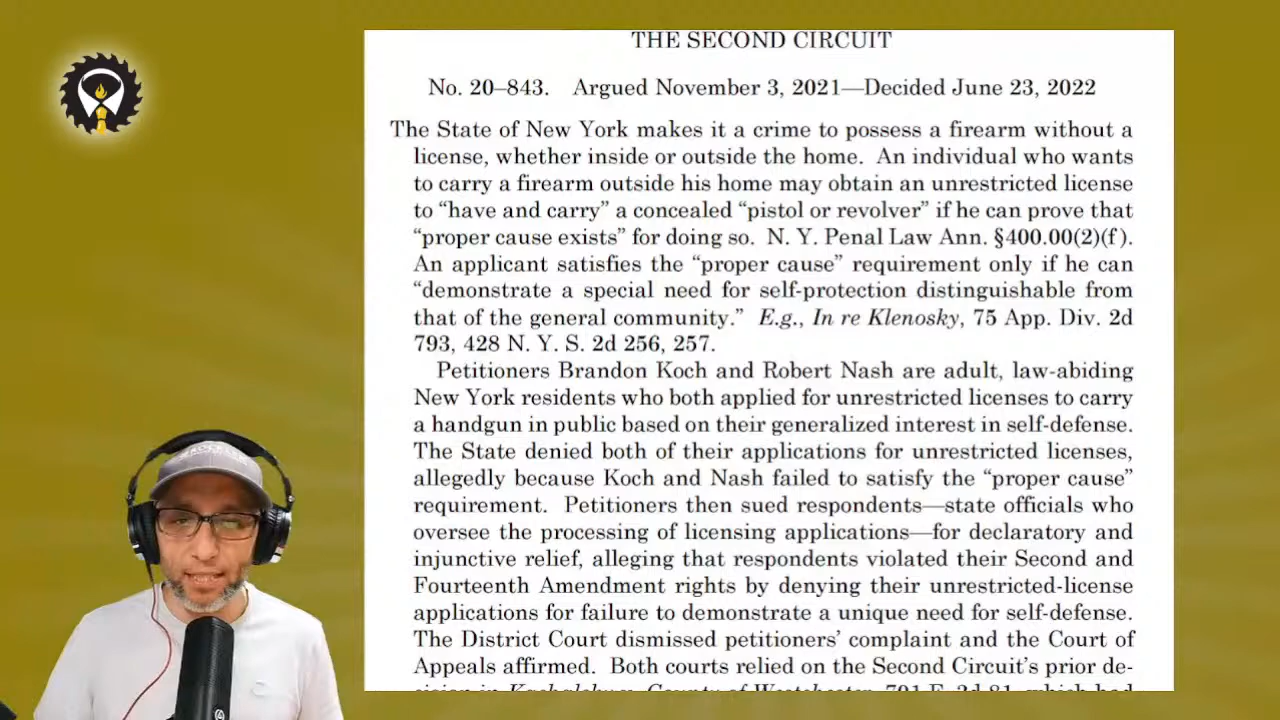 THE SECOND CIRCUIT
No. 20–843. Argued November 3, 2021—Decided June 23, 2022
The State of New York makes it a crime to possess a firearm without a
license, whether inside or outside the home. An individual who wants
to carry a firearm outside his home may obtain an unrestricted license
to “have and carry” a concealed “pistol or revolver” if he can prove that
“proper cause exists” for doing so. N. Y. Penal Law Ann. §400.00(2)(f).
An applicant satisfies the “proper cause” requirement only if he can
“demonstrate a special need for self-protection distinguishable from
that of the general community.” E.g., In re Klenosky, 75 App. Div. 2d
793, 428 N. Y. S. 2d 256, 257.
Petitioners Brandon Koch and Robert Nash are adult, law-abiding
New York residents who both applied for unrestricted licenses to carry
a handgun in public based on their generalized interest in self-defense.
The State denied both of their applications for unrestricted licenses,
allegedly because Koch and Nash failed to satisfy the “proper cause”
requirement. Petitioners then sued respondents—state officials who
oversee the processing of licensing applications—for declaratory and
injunctive relief, alleging that respondents violated their Second and
Fourteenth Amendment rights by denying their unrestricted-license
applications for failure to demonstrate a unique need for self-defense.
The District Court dismissed petitioners’ complaint and the Court of
Appeals affirmed. Both courts relied on the Second Circuit’s prior de-